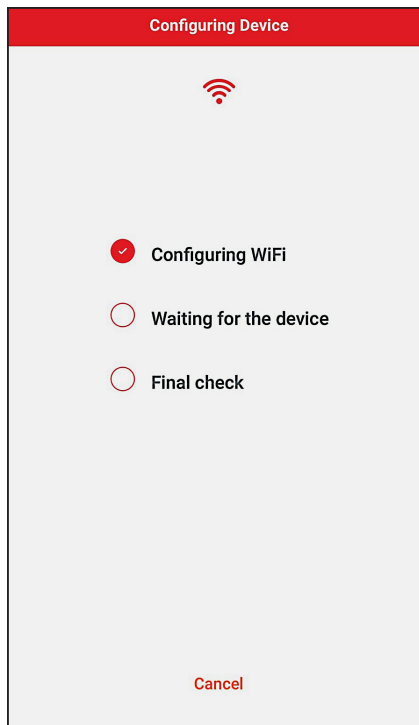 Configuring Device
Configuring WiFi
Waiting for the device
Final check
Cancel